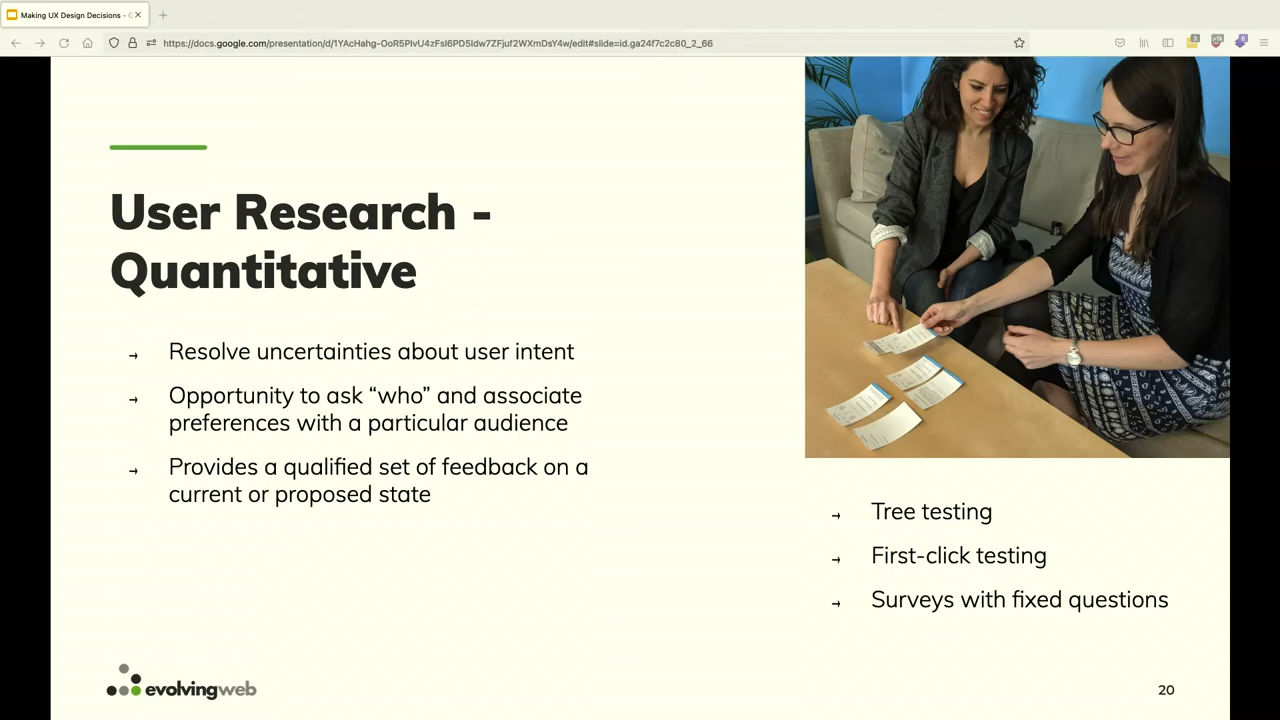 Making UX Design Decisions - 
https://docs.google.com/presentation/d/1YAcHahg-OoR5PIvU4zFsI6PD5Idw7ZFjuf2WXmDsY4w/edit#slide=id.ga24f7c2c80_2_66
User Research -
Quantitative
→ Resolve uncertainties about user intent
→ Opportunity to ask “who” and associate
preferences with a particular audience
→ Provides a qualified set of feedback on a
current or proposed state
→ Tree testing
→ First-click testing
→ Surveys with fixed questions
evolvingweb
20